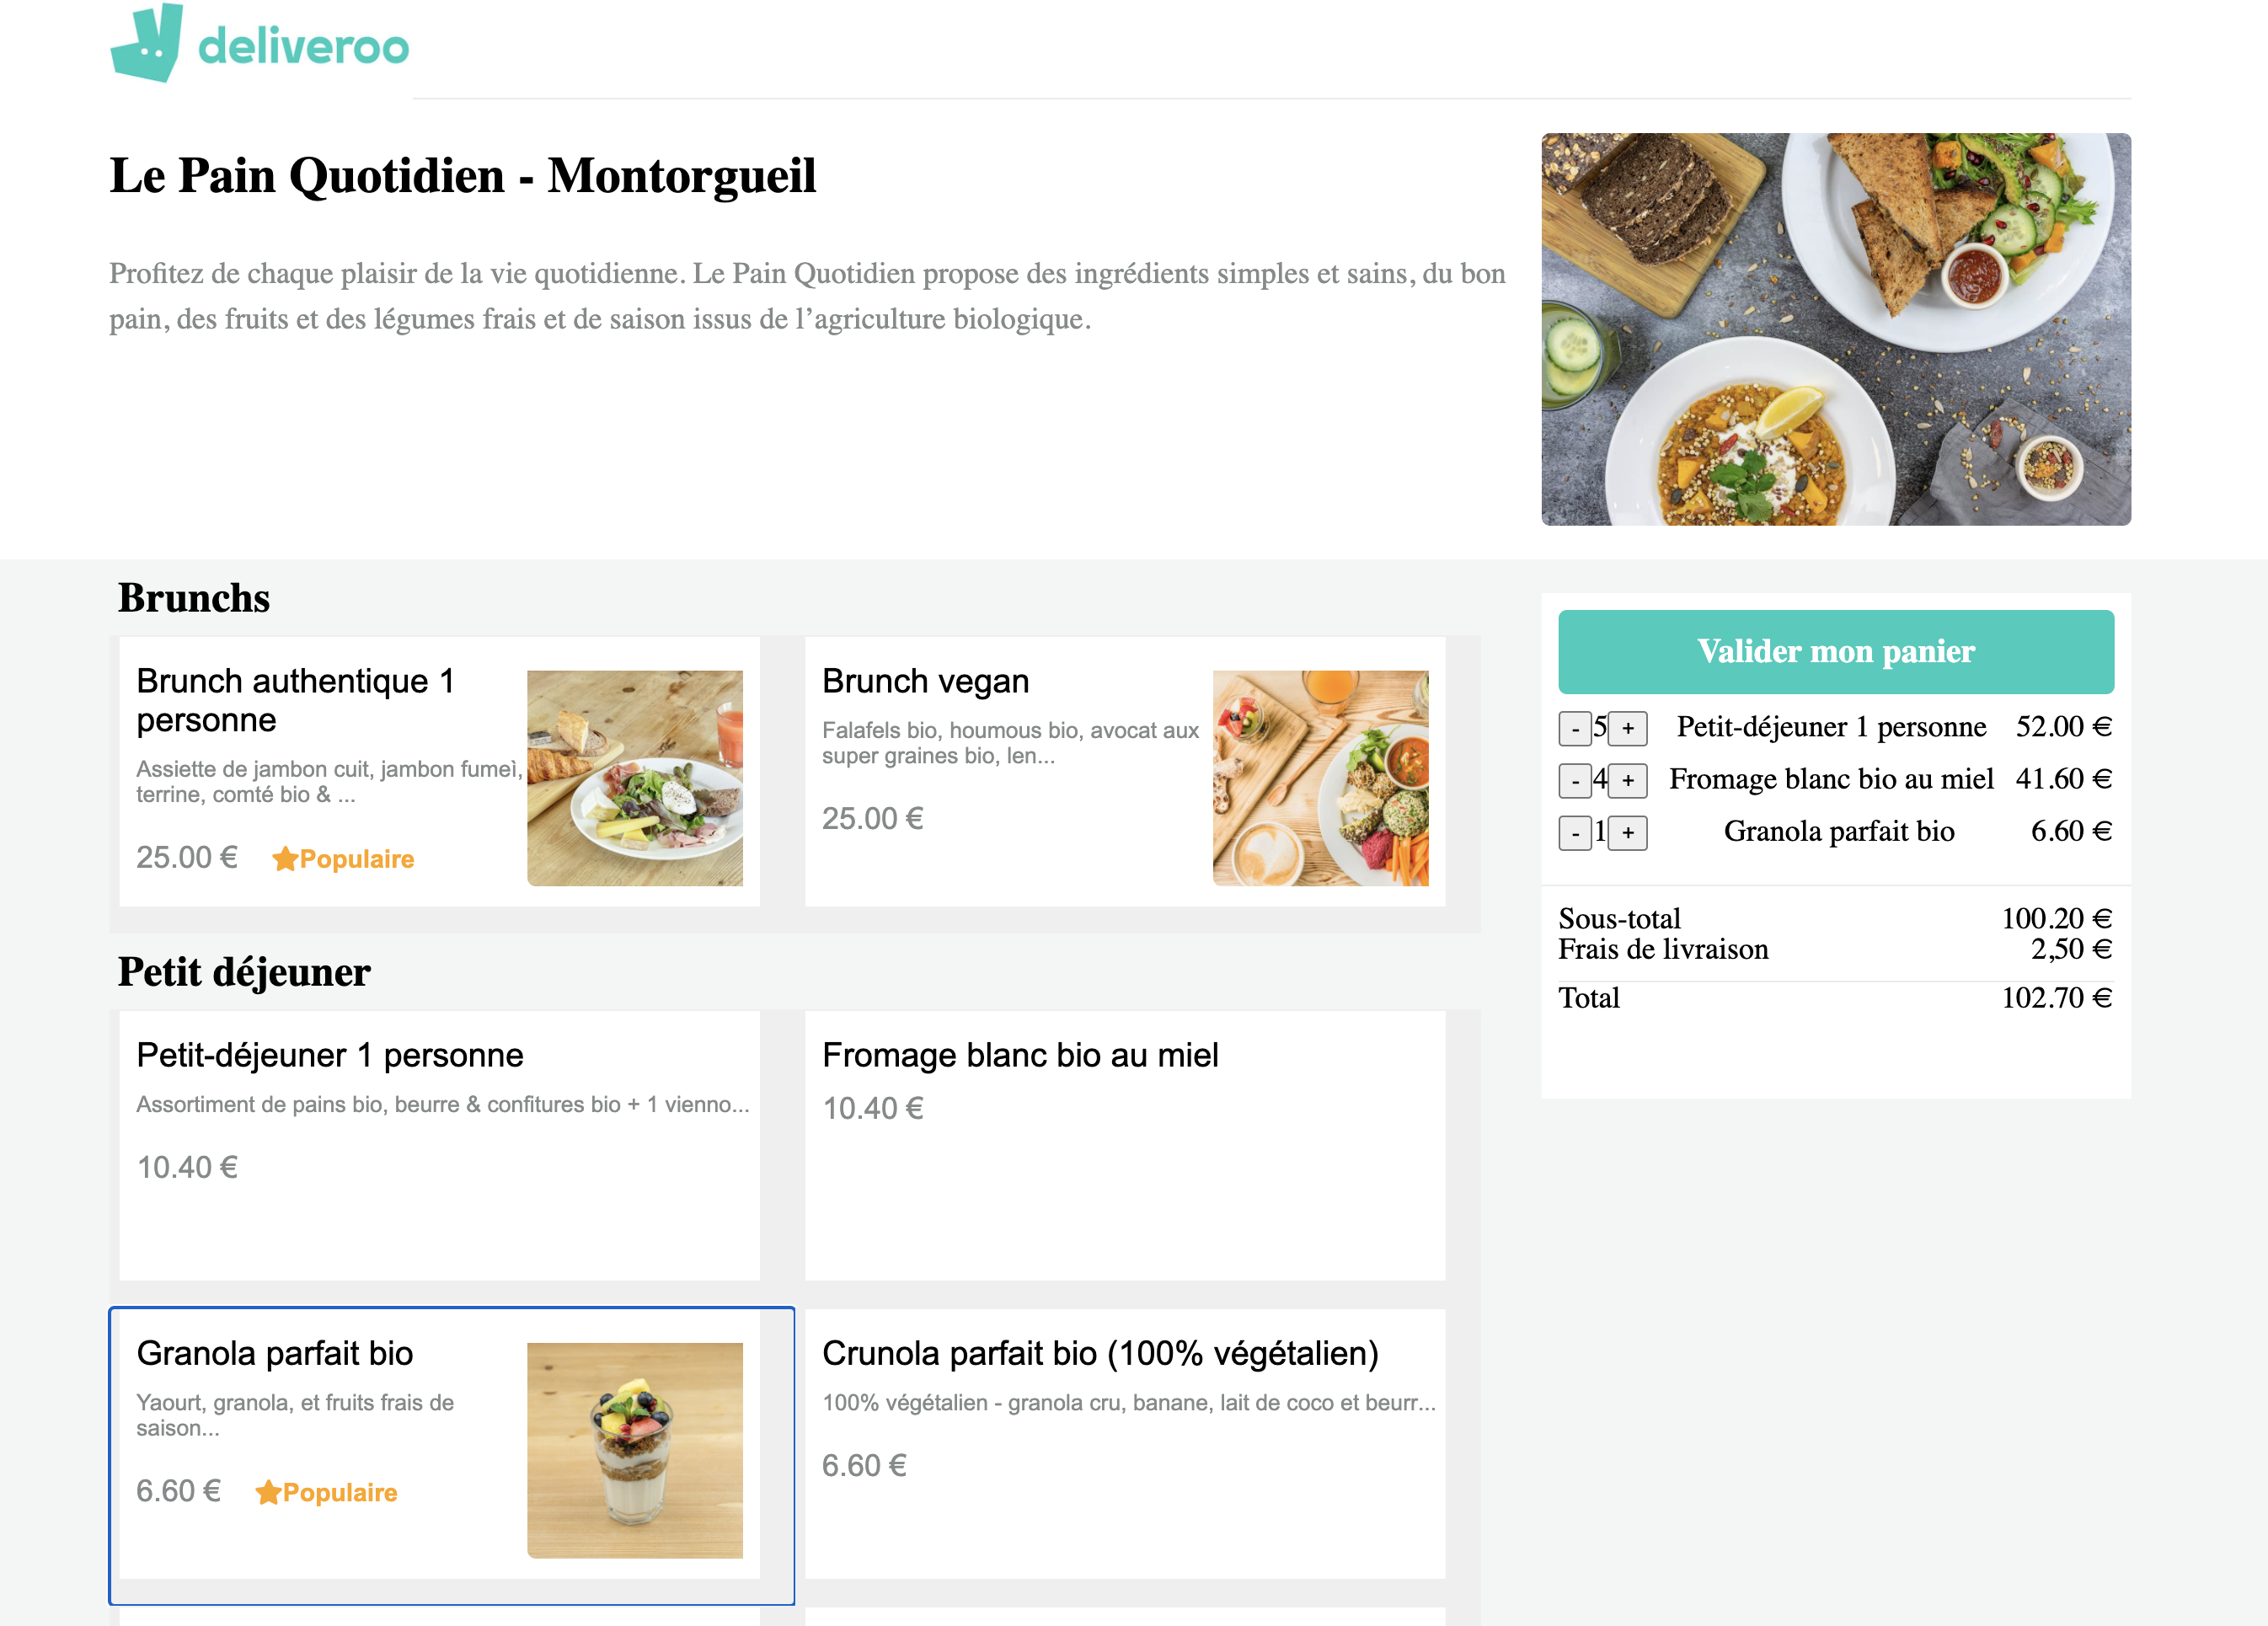 deliveroo
Le Pain Quotidien - Montorgueil
Profitez de chaque plaisir de la vie quotidienne. Le Pain Quotidien propose des ingrédients simples et sains, du bon
pain, des fruits et des légumes frais et de saison issus de l’agriculture biologique.
Brunchs
Brunch authentique 1
personne
Assiette de jambon cuit, jambon fumeì,
terrine, comté bio & ...
25.00 €
Populaire
Brunch vegan
Falafels bio, houmous bio, avocat aux
super graines bio, len...
25.00 €
Petit déjeuner
Petit-déjeuner 1 personne
Assortiment de pains bio, beurre & confitures bio + 1 vienno...
10.40 €
Fromage blanc bio au miel
10.40 €
Granola parfait bio
Yaourt, granola, et fruits frais de
saison...
6.60 €
Populaire
Crunola parfait bio (100% végétalien)
100% végétalien - granola cru, banane, lait de coco et beurr...
6.60 €
Valider mon panier
- 5 + Petit-déjeuner 1 personne 52.00 €
- 4 + Fromage blanc bio au miel 41.60 €
- 1 + Granola parfait bio 6.60 €
Sous-total 100.20 €
Frais de livraison 2,50 €
Total 102.70 €